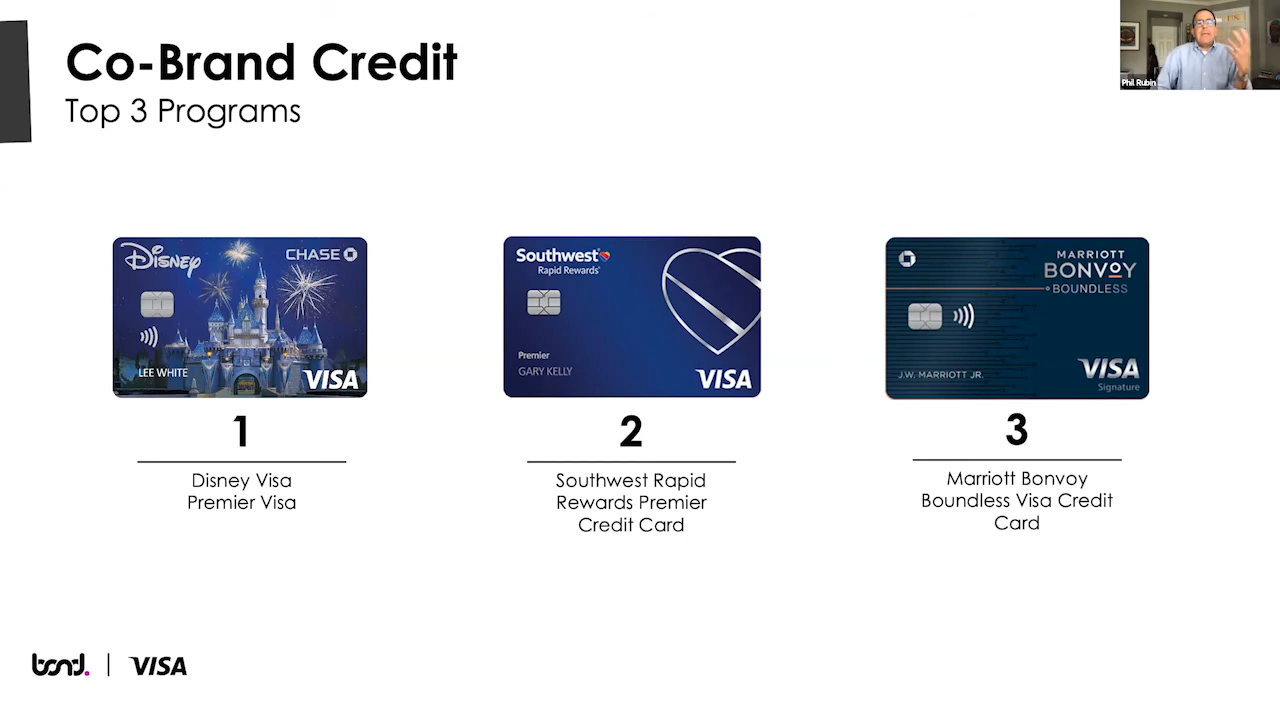 Co-Brand Credit
Top 3 Programs
Phil Rubin
Disney
CHASE
LEE WHITE
VISA
Southwest®
Rapid Rewards®
Premier
GARY KELLY
VISA
MARRIOTT
BONVOY
BOUNDLESS
J.W. MARRIOTT JR.
VISA
Signature
1
Disney Visa
Premier Visa
2
Southwest Rapid
Rewards Premier
Credit Card
3
Marriott Bonvoy
Boundless Visa Credit
Card
bond.
VISA